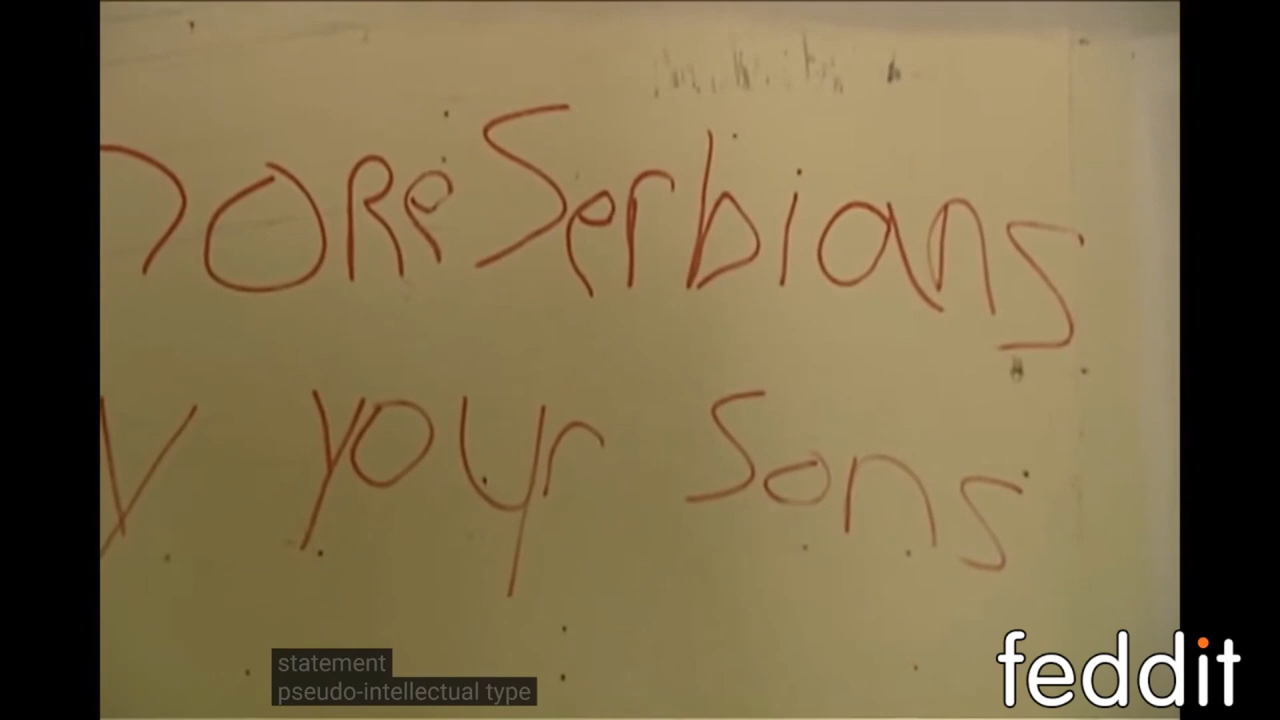 ORe Serbians
y your Sons
statement
pseudo-intellectual type
feddit